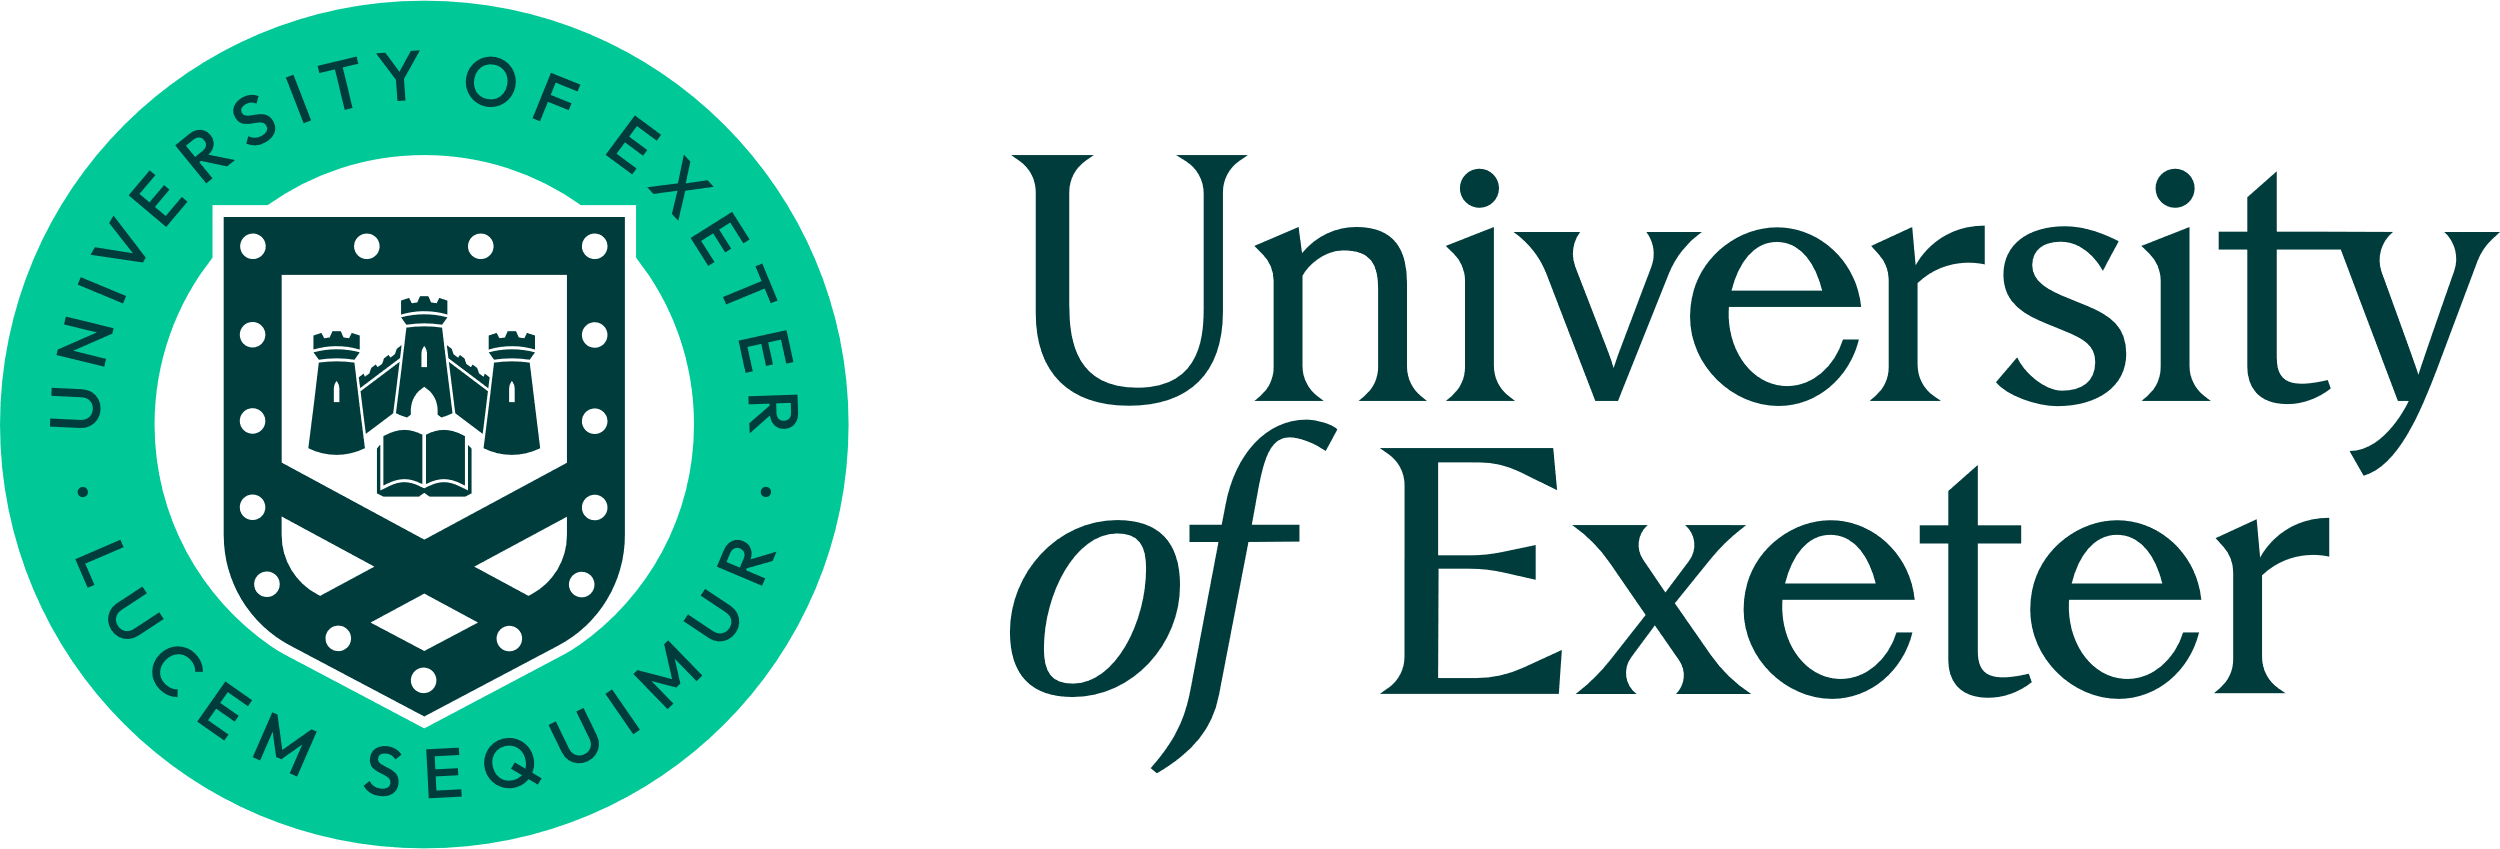 UNIVERSITY OF EXETER
· LUCEM SEQUIMUR ·
University
of Exeter